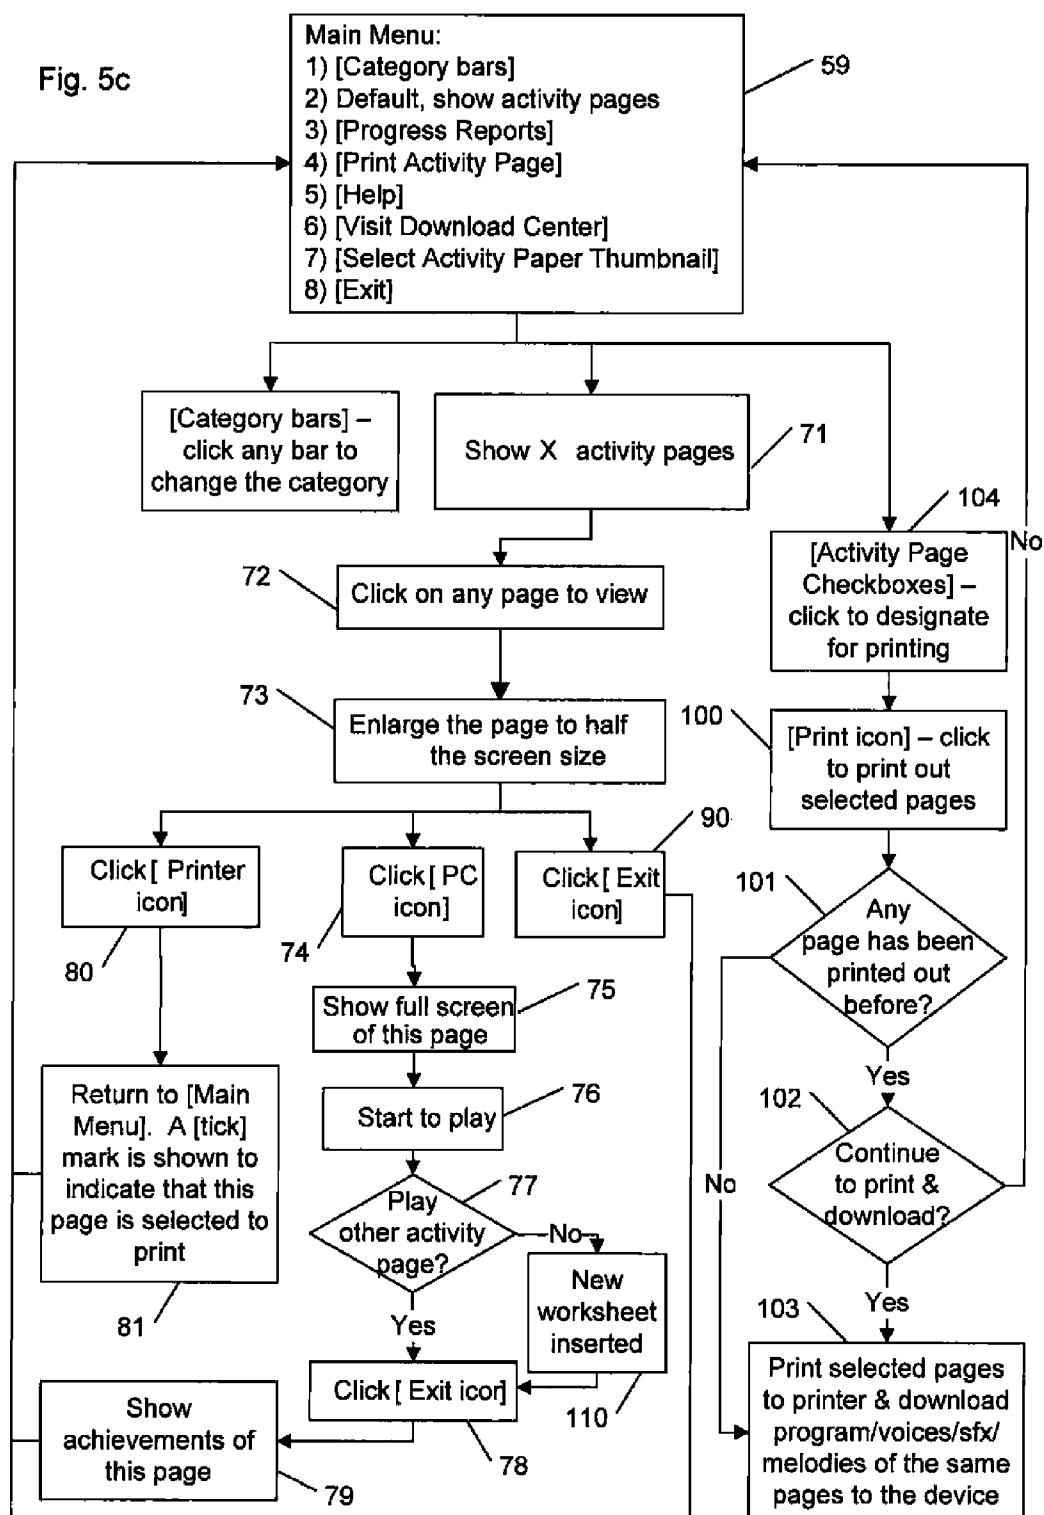 Fig. 5c
Main Menu:
1) [Category bars]
2) Default, show activity pages
3) [Progress Reports]
4) [Print Activity Page]
5) [Help]
6) [Visit Download Center]
7) [Select Activity Paper Thumbnail]
8) [Exit]
59
[Category bars] –
click any bar to
change the category
Show X activity pages
71
104
No
[Activity Page
Checkboxes] –
click to designate
for printing
72
Click on any page to view
73
Enlarge the page to half
the screen size
100
[Print icon] – click
to print out
selected pages
90
Click [ Printer
icon]
80
Click [ PC
icon]
74
Click [ Exit
icon]
101
Any
page has been
printed out
before?
75
Show full screen
of this page
Yes
76
Start to play
102
Continue
to print &
download?
No
Return to [Main
Menu]. A [tick]
mark is shown to
indicate that this
page is selected to
print
81
77
Play
other activity
page?
No
Yes
New
worksheet
inserted
110
Yes
103
Click [ Exit icor]
78
Show
achievements of
this page
79
Print selected pages
to printer & download
program/voices/sfx/
melodies of the same
pages to the device